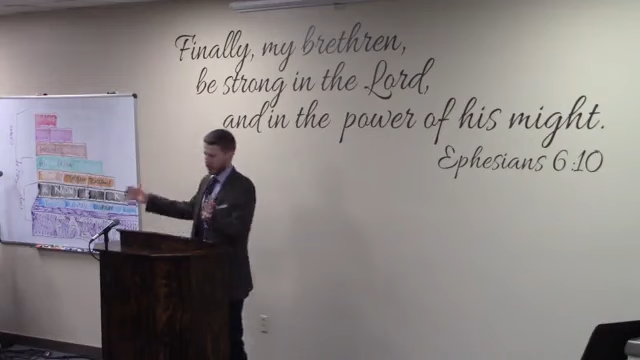 Finally, my brethren,
be strong in the Lord,
and in the power of his might.
Ephesians 6:10